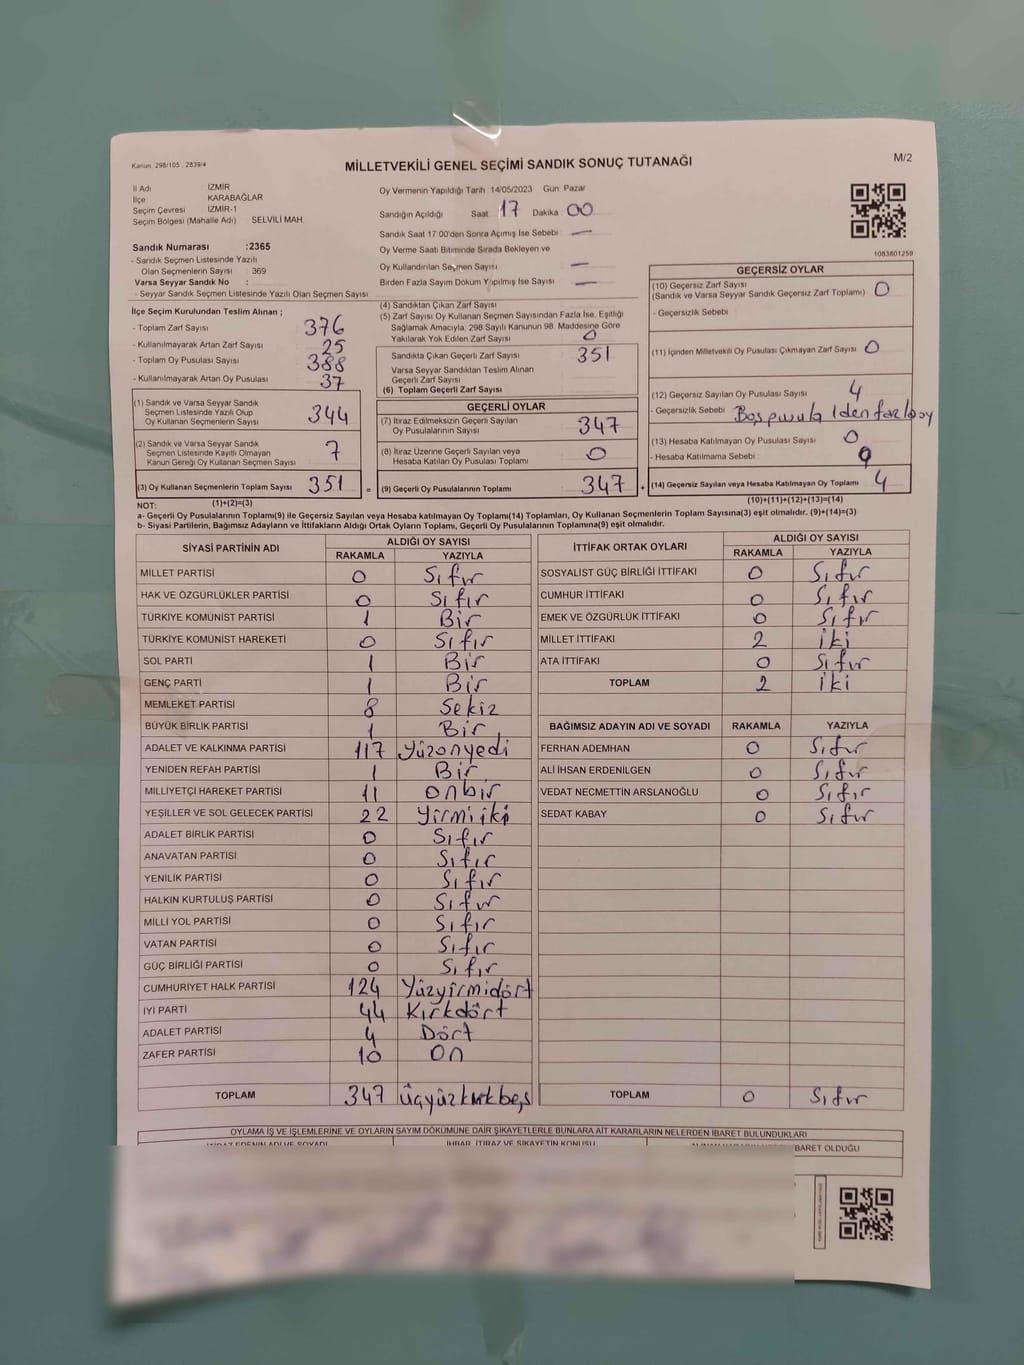 Kanun: 298/105 , 2839/4
MİLLETVEKİLİ GENEL SEÇİMİ SANDIK SONUÇ TUTANAĞI
M/2
İl Adı İZMİR
İlçe KARABAĞLAR
Seçim Çevresi İZMİR-1
Seçim Bölgesi (Mahalle Adı) SELVİLİ MAH.
Oy Vermenin Yapıldığı Tarih 14/05/2023 Gün: Pazar
Sandığın Açıldığı Saat 17 Dakika 00
Sandık Saat 17:00'den Sonra Açımış İse Sebebi —
Oy Verme Saati Bitiminde Sırada Bekleyen ve
Oy Kullandırılan Seçmen Sayısı —
Birden Fazla Sayım Döküm Yapılmış İse Sayısı —
1083801259
Sandık Numarası :2365
- Sandık Seçmen Listesinde Yazılı
Olan Seçmenlerin Sayısı : 369
Varsa Seyyar Sandık No :
- Seyyar Sandık Seçmen Listesinde Yazılı Olan Seçmen Sayısı
İlçe Seçim Kurulundan Teslim Alınan ;
- Toplam Zarf Sayısı 376
- Kullanılmayarak Artan Zarf Sayısı 25
- Toplam Oy Pusulası Sayısı 388
- Kullanılmayarak Artan Oy Pusulası 37
(1) Sandık ve Varsa Seyyar Sandık
Seçmen Listesinde Yazılı Olup
Oy Kullanan Seçmenlerin Sayısı 344
(2) Sandık ve Varsa Seyyar Sandık
Seçmen Listesinde Kayıtlı Olmayan
Kanun Gereği Oy Kullanan Seçmen Sayısı 7
(3) Oy Kullanan Seçmenlerin Toplam Sayısı 351 =
(1)+(2)=(3)
(4) Sandıktan Çıkan Zarf Sayısı
(5) Zarf Sayısı Oy Kullanan Seçmen Sayısından Fazla İse, Eşitliği
Sağlamak Amacıyla, 298 Sayılı Kanunun 98. Maddesine Göre
Yakılarak Yok Edilen Zarf Sayısı 0
Sandıkta Çıkan Geçerli Zarf Sayısı 351
Varsa Seyyar Sandıktan Teslim Alınan
Geçerli Zarf Sayısı
(6) Toplam Geçerli Zarf Sayısı
GEÇERLİ OYLAR
(7) İtiraz Edilmeksizin Geçerli Sayılan
Oy Pusulalarının Sayısı 347
(8) İtiraz Üzerine Geçerli Sayılan veya
Hesaba Katılan Oy Pusulası Toplamı 0
(9) Geçerli Oy Pusulalarının Toplamı 347 +
GEÇERSİZ OYLAR
(10) Geçersiz Zarf Sayısı
(Sandık ve Varsa Seyyar Sandık Geçersiz Zarf Toplamı) 0
- Geçersizlik Sebebi
(11) İçinden Milletvekili Oy Pusulası Çıkmayan Zarf Sayısı 0
(12) Geçersiz Sayılan Oy Pusulası Sayısı 4
- Geçersizlik Sebebi : Boş pusula 1den fazla oy
(13) Hesaba Katılmayan Oy Pusulası Sayısı 0
- Hesaba Katılmama Sebebi :
(14) Geçersiz Sayılan veya Hesaba Katılmayan Oy Toplamı 4
(10)+(11)+(12)+(13)=(14)
NOT:
a- Geçerli Oy Pusulalarının Toplamı(9) ile Geçersiz Sayılan veya Hesaba katılmayan Oy Toplamı(14) Toplamları, Oy Kullanan Seçmenlerin Toplam Sayısına(3) eşit olmalıdır. (9)+(14)=(3)
b- Siyasi Partilerin, Bağımsız Adayların ve İttifakların Aldığı Ortak Oyların Toplamı, Geçerli Oy Pusulalarının Toplamına(9) eşit olmalıdır.
SİYASİ PARTİNİN ADI ALDIĞI OY SAYISI
RAKAMLA YAZIYLA
MİLLET PARTİSİ 0 Sıfır
HAK VE ÖZGÜRLÜKLER PARTİSİ 0 Sıfır
TÜRKİYE KOMÜNİST PARTİSİ 1 Bir
TÜRKİYE KOMÜNİST HAREKETİ 0 Sıfır
SOL PARTİ 1 Bir
GENÇ PARTİ 1 Bir
MEMLEKET PARTİSİ 8 Sekiz
BÜYÜK BİRLİK PARTİSİ 1 Bir
ADALET VE KALKINMA PARTİSİ 117 Yüzonyedi
YENİDEN REFAH PARTİSİ 1 Bir
MİLLİYETÇİ HAREKET PARTİSİ 11 onbir
YEŞİLLER VE SOL GELECEK PARTİSİ 22 Yirmiiki
ADALET BİRLİK PARTİSİ 0 Sıfır
ANAVATAN PARTİSİ 0 Sıfır
YENİLİK PARTİSİ 0 Sıfır
HALKIN KURTULUŞ PARTİSİ 0 Sıfır
MİLLİ YOL PARTİSİ 0 Sıfır
VATAN PARTİSİ 0 Sıfır
GÜÇ BİRLİĞİ PARTİSİ 0 Sıfır
CUMHURİYET HALK PARTİSİ 124 Yüzyirmidört
İYİ PARTİ 44 Kırkdört
ADALET PARTİSİ 4 Dört
ZAFER PARTİSİ 10 On
TOPLAM 347 üçyüzkırkbeş
İTTİFAK ORTAK OYLARI ALDIĞI OY SAYISI
RAKAMLA YAZIYLA
SOSYALİST GÜÇ BİRLİĞİ İTTİFAKI 0 Sıfır
CUMHUR İTTİFAKI 0 Sıfır
EMEK VE ÖZGÜRLÜK İTTİFAKI 0 Sıfır
MİLLET İTTİFAKI 2 iki
ATA İTTİFAKI 0 Sıfır
TOPLAM 2 iki
BAĞIMSIZ ADAYIN ADI VE SOYADI RAKAMLA YAZIYLA
FERHAN ADEMHAN 0 Sıfır
ALİ İHSAN ERDENİLGEN 0 Sıfır
VEDAT NECMETTİN ARSLANOĞLU 0 Sıfır
SEDAT KABAY 0 Sıfır
TOPLAM 0 Sıfır
OYLAMA İŞ VE İŞLEMLERİNE VE OYLARIN SAYIM DÖKÜMÜNE DAİR ŞİKAYETLERLE BUNLARA AİT KARARLARIN NELERDEN İBARET BULUNDUKLARI
İTİRAZ EDENİN ADI VE SOYADI İHBAR, İTİRAZ VE ŞİKAYETİN KONUSU İBARET OLDUĞU